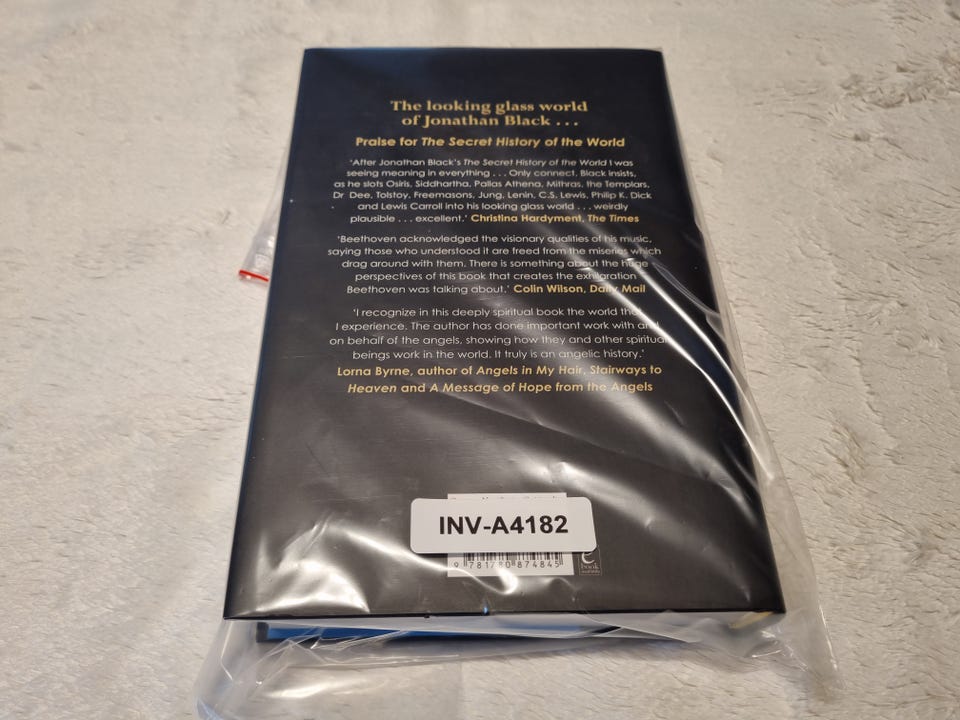 The looking glass world
of Jonathan Black . . .
Praise for The Secret History of the World
'After Jonathan Black's The Secret History of the World I was
seeing meaning in everything . . . Only connect, Black insists,
as he slots Osiris, Siddhartha, Pallas Athena, Mithras, the Templars,
Dr Dee, Tolstoy, Freemasons, Jung, Lenin, C.S. Lewis, Philip K. Dick
and Lewis Carroll into his looking glass world . . . weirdly
plausible . . . excellent.' Christina Hardyment, The Times
'Beethoven acknowledged the visionary qualities of his music,
saying those who understood it are freed from the miseries which
drag around with them. There is something about the huge
perspectives of this book that creates the exhilaration
Beethoven was talking about.' Colin Wilson, Daily Mail
'I recognize in this deeply spiritual book the world that
I experience. The author has done important work with and
on behalf of the angels, showing how they and other spiritual
beings work in the world. It truly is an angelic history.'
Lorna Byrne, author of Angels in My Hair, Stairways to
Heaven and A Message of Hope from the Angels
INV-A4182
9 781780 874845
e
book